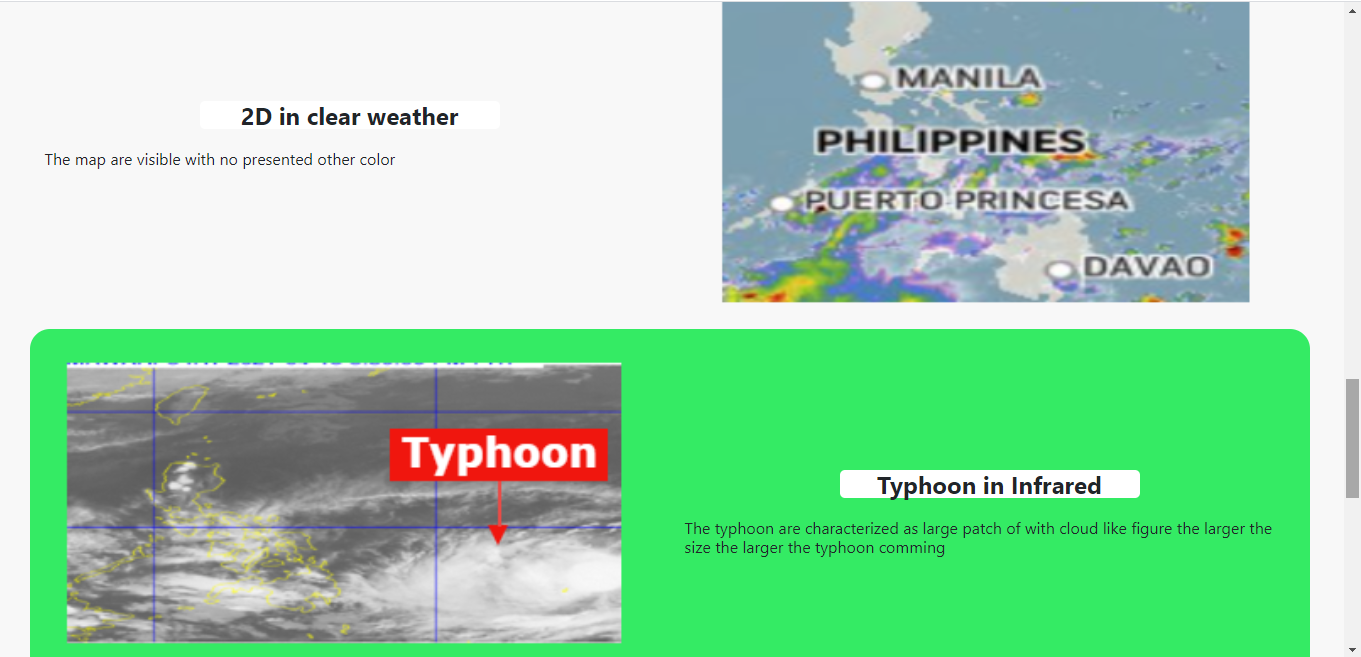 2D in clear weather
The map are visible with no presented other color
MANILA
PHILIPPINES
PUERTO PRINCESA
DAVAO
Typhoon
Typhoon in Infrared
The typhoon are characterized as large patch of with cloud like figure the larger the
size the larger the typhoon comming